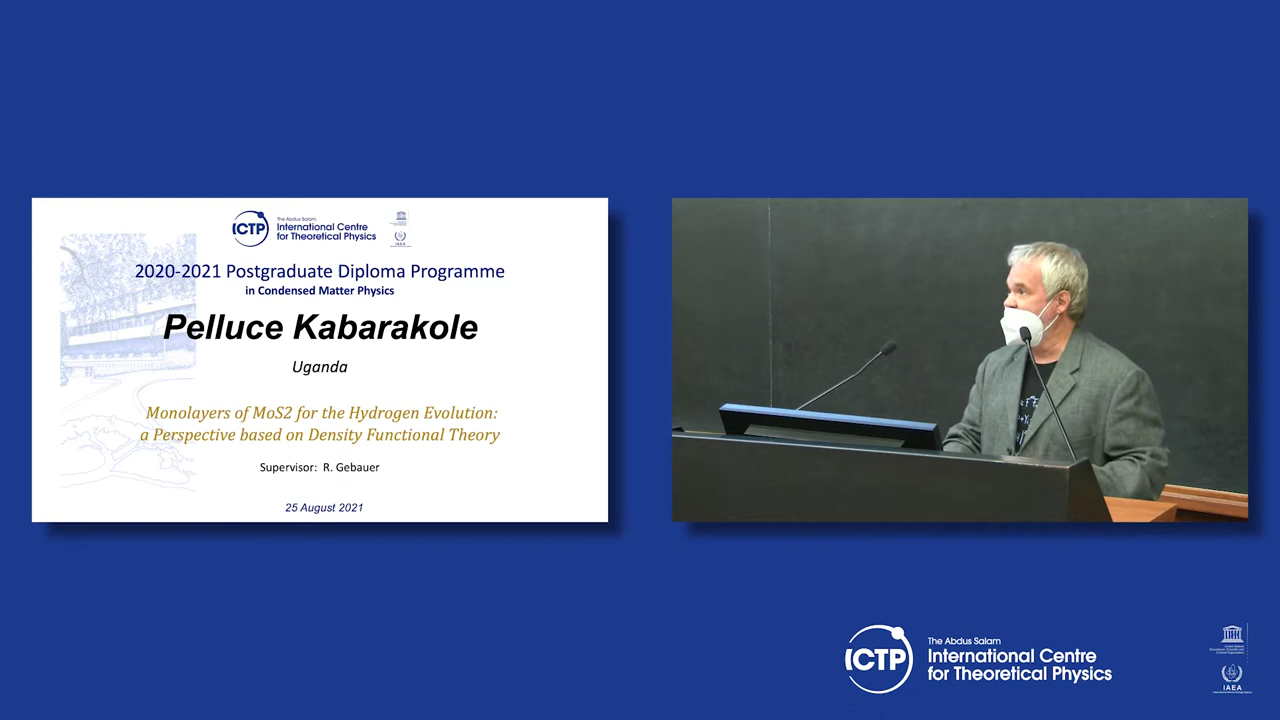 The Abdus Salam
International Centre
for Theoretical Physics
ICTP
IAEA
2020-2021 Postgraduate Diploma Programme
in Condensed Matter Physics
Pelluce Kabarakole
Uganda
Monolayers of MoS2 for the Hydrogen Evolution:
a Perspective based on Density Functional Theory
Supervisor: R. Gebauer
25 August 2021
ICTP
The Abdus Salam
International Centre
for Theoretical Physics
IAEA